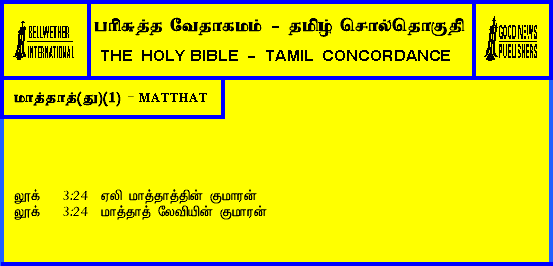 BELLWETHER
INTERNATIONAL
பரிசுத்த வேதாகமம் - தமிழ் சொல்தொகுதி
THE HOLY BIBLE - TAMIL CONCORDANCE
GOOD NEWS
PUBLISHERS
மாத்தாத்(து)(1) - MATTHAT
லூக் 3:24 ஏலி மாத்தாத்தின் குமாரன்
லூக் 3:24 மாத்தாத் லேவியின் குமாரன்